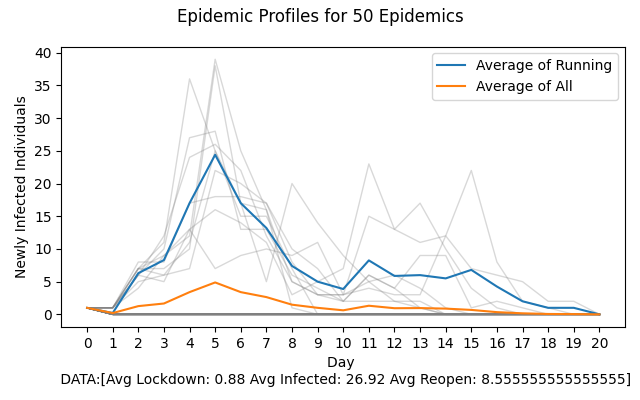 Epidemic Profiles for 50 Epidemics
Newly Infected Individuals
40
35
30
25
20
15
10
5
0
Average of Running
Average of All
0 1 2 3 4 5 6 7 8 9 10 11 12 13 14 15 16 17 18 19 20
Day
DATA:[Avg Lockdown: 0.88 Avg Infected: 26.92 Avg Reopen: 8.555555555555555]